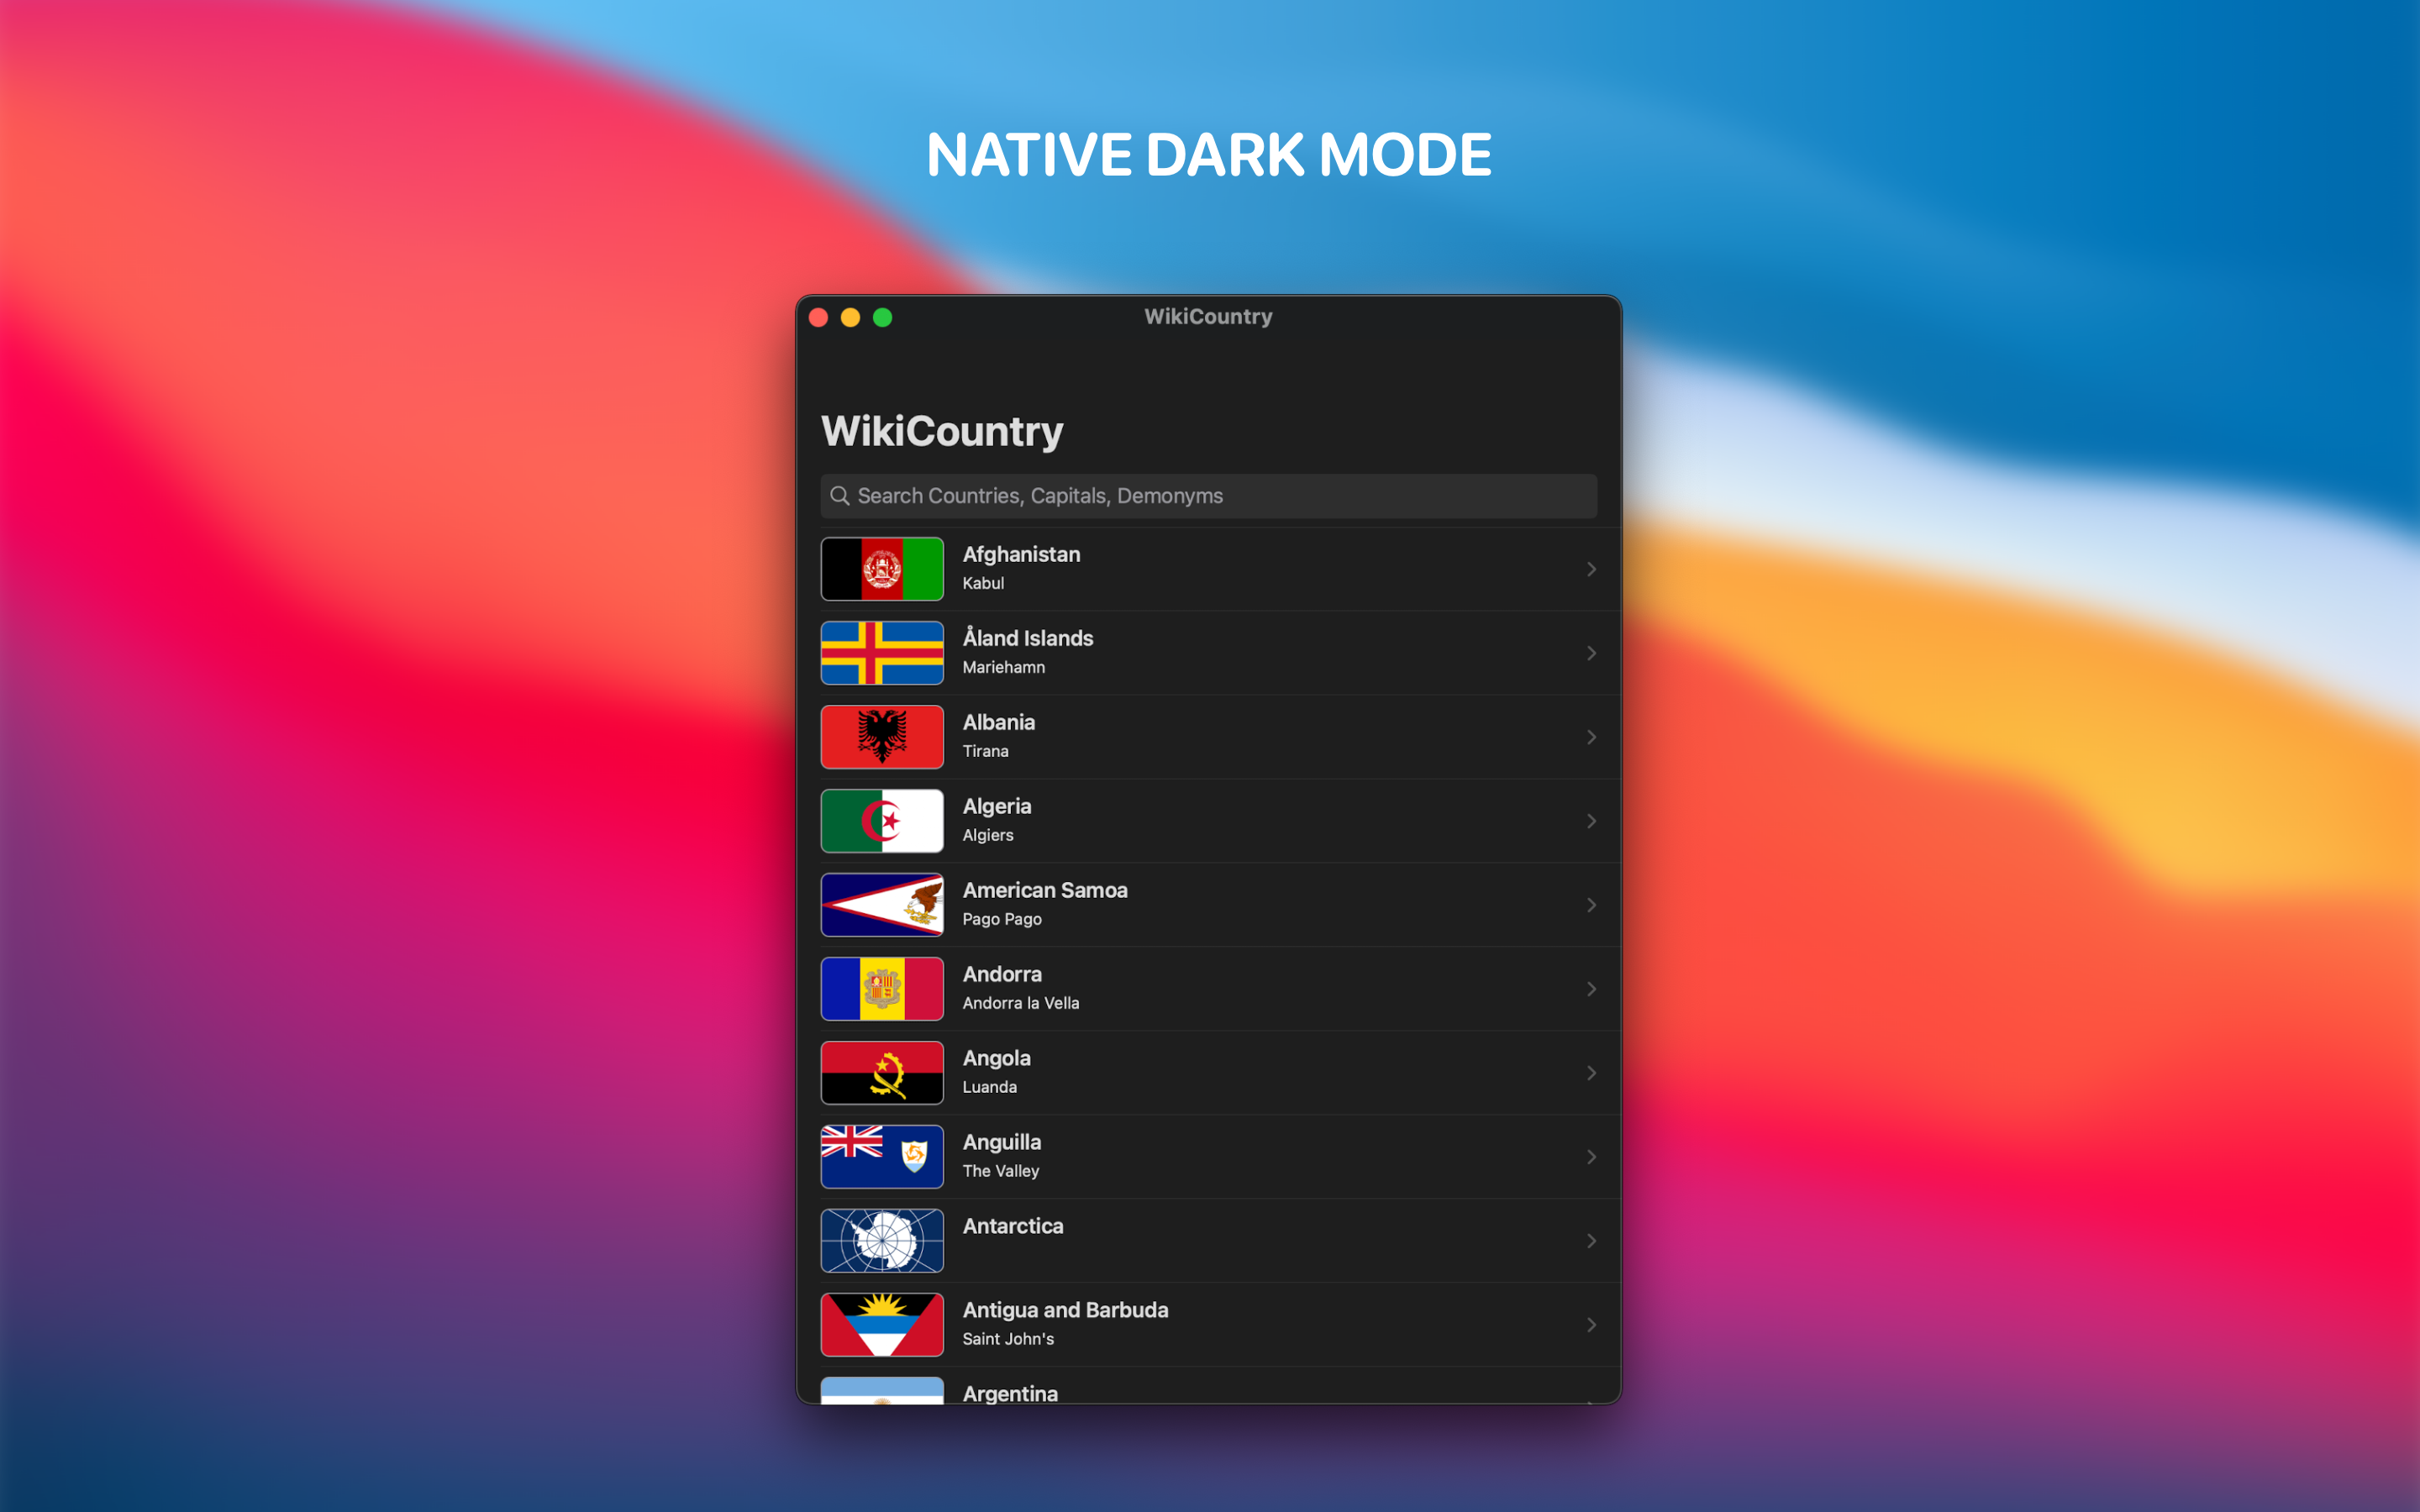 NATIVE DARK MODE
WikiCountry
WikiCountry
Search Countries, Capitals, Demonyms
Afghanistan
Kabul
Åland Islands
Mariehamn
Albania
Tirana
Algeria
Algiers
American Samoa
Pago Pago
Andorra
Andorra la Vella
Angola
Luanda
Anguilla
The Valley
Antarctica
Antigua and Barbuda
Saint John's
Argentina